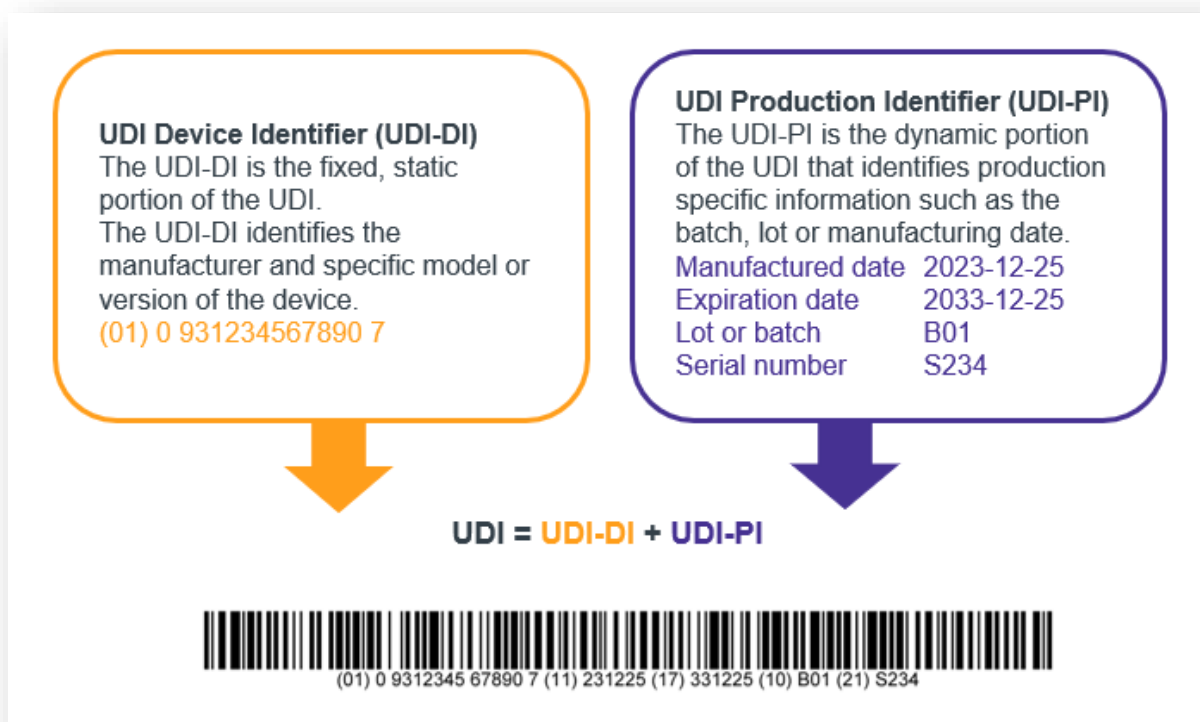 UDI Device Identifier (UDI-DI)
The UDI-DI is the fixed, static
portion of the UDI.
The UDI-DI identifies the
manufacturer and specific model or
version of the device.
(01) 0 931234567890 7
UDI Production Identifier (UDI-PI)
The UDI-PI is the dynamic portion
of the UDI that identifies production
specific information such as the
batch, lot or manufacturing date.
Manufactured date 2023-12-25
Expiration date 2033-12-25
Lot or batch B01
Serial number S234
UDI = UDI-DI + UDI-PI
(01) 0 9312345 67890 7 (11) 231225 (17) 331225 (10) B01 (21) S234